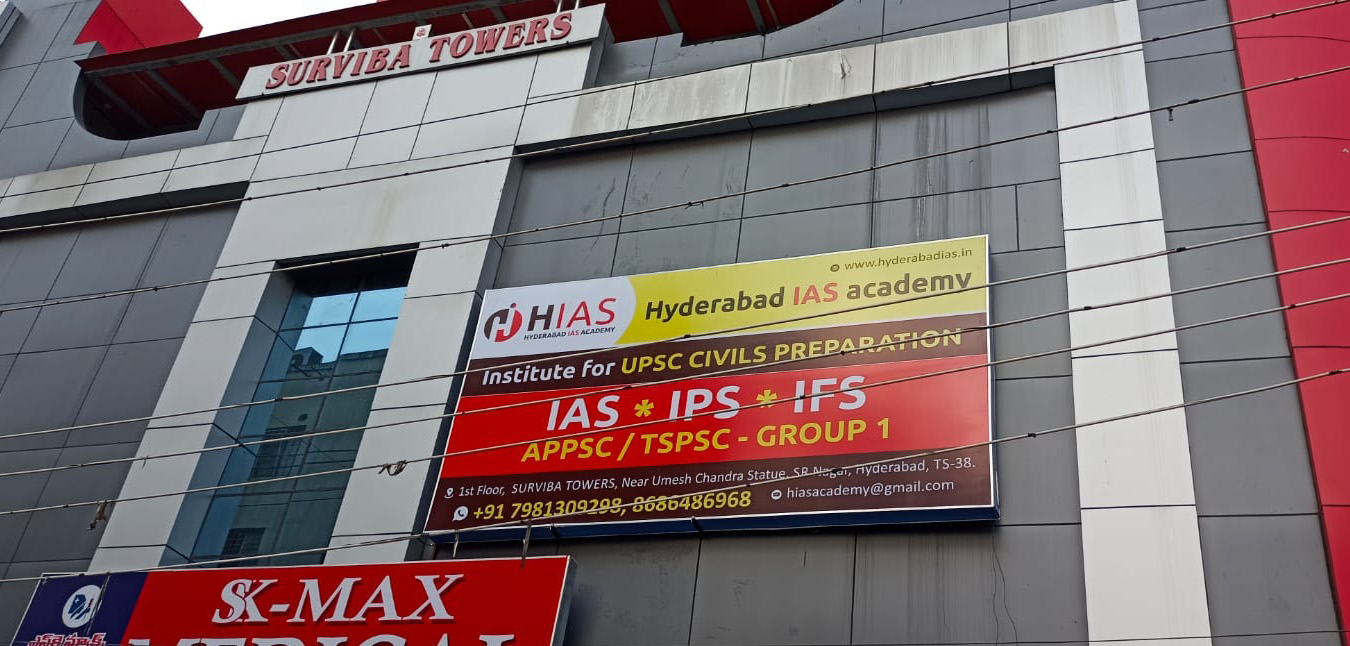 SURVIBA TOWERS
www.hyderabadias.in
HIAS
HYDERABAD IAS ACADEMY
Hyderabad IAS academy
Institute for UPSC CIVILS PREPARATION
IAS * IPS * IFS
APPSC / TSPSC - GROUP 1
1st Floor, SURVIBA TOWERS, Near Umesh Chandra Statue, SR Nagar, Hyderabad, TS-38.
+91 7981309298, 8686486968
hiasacademy@gmail.com
SK-MAX
MEDICAL